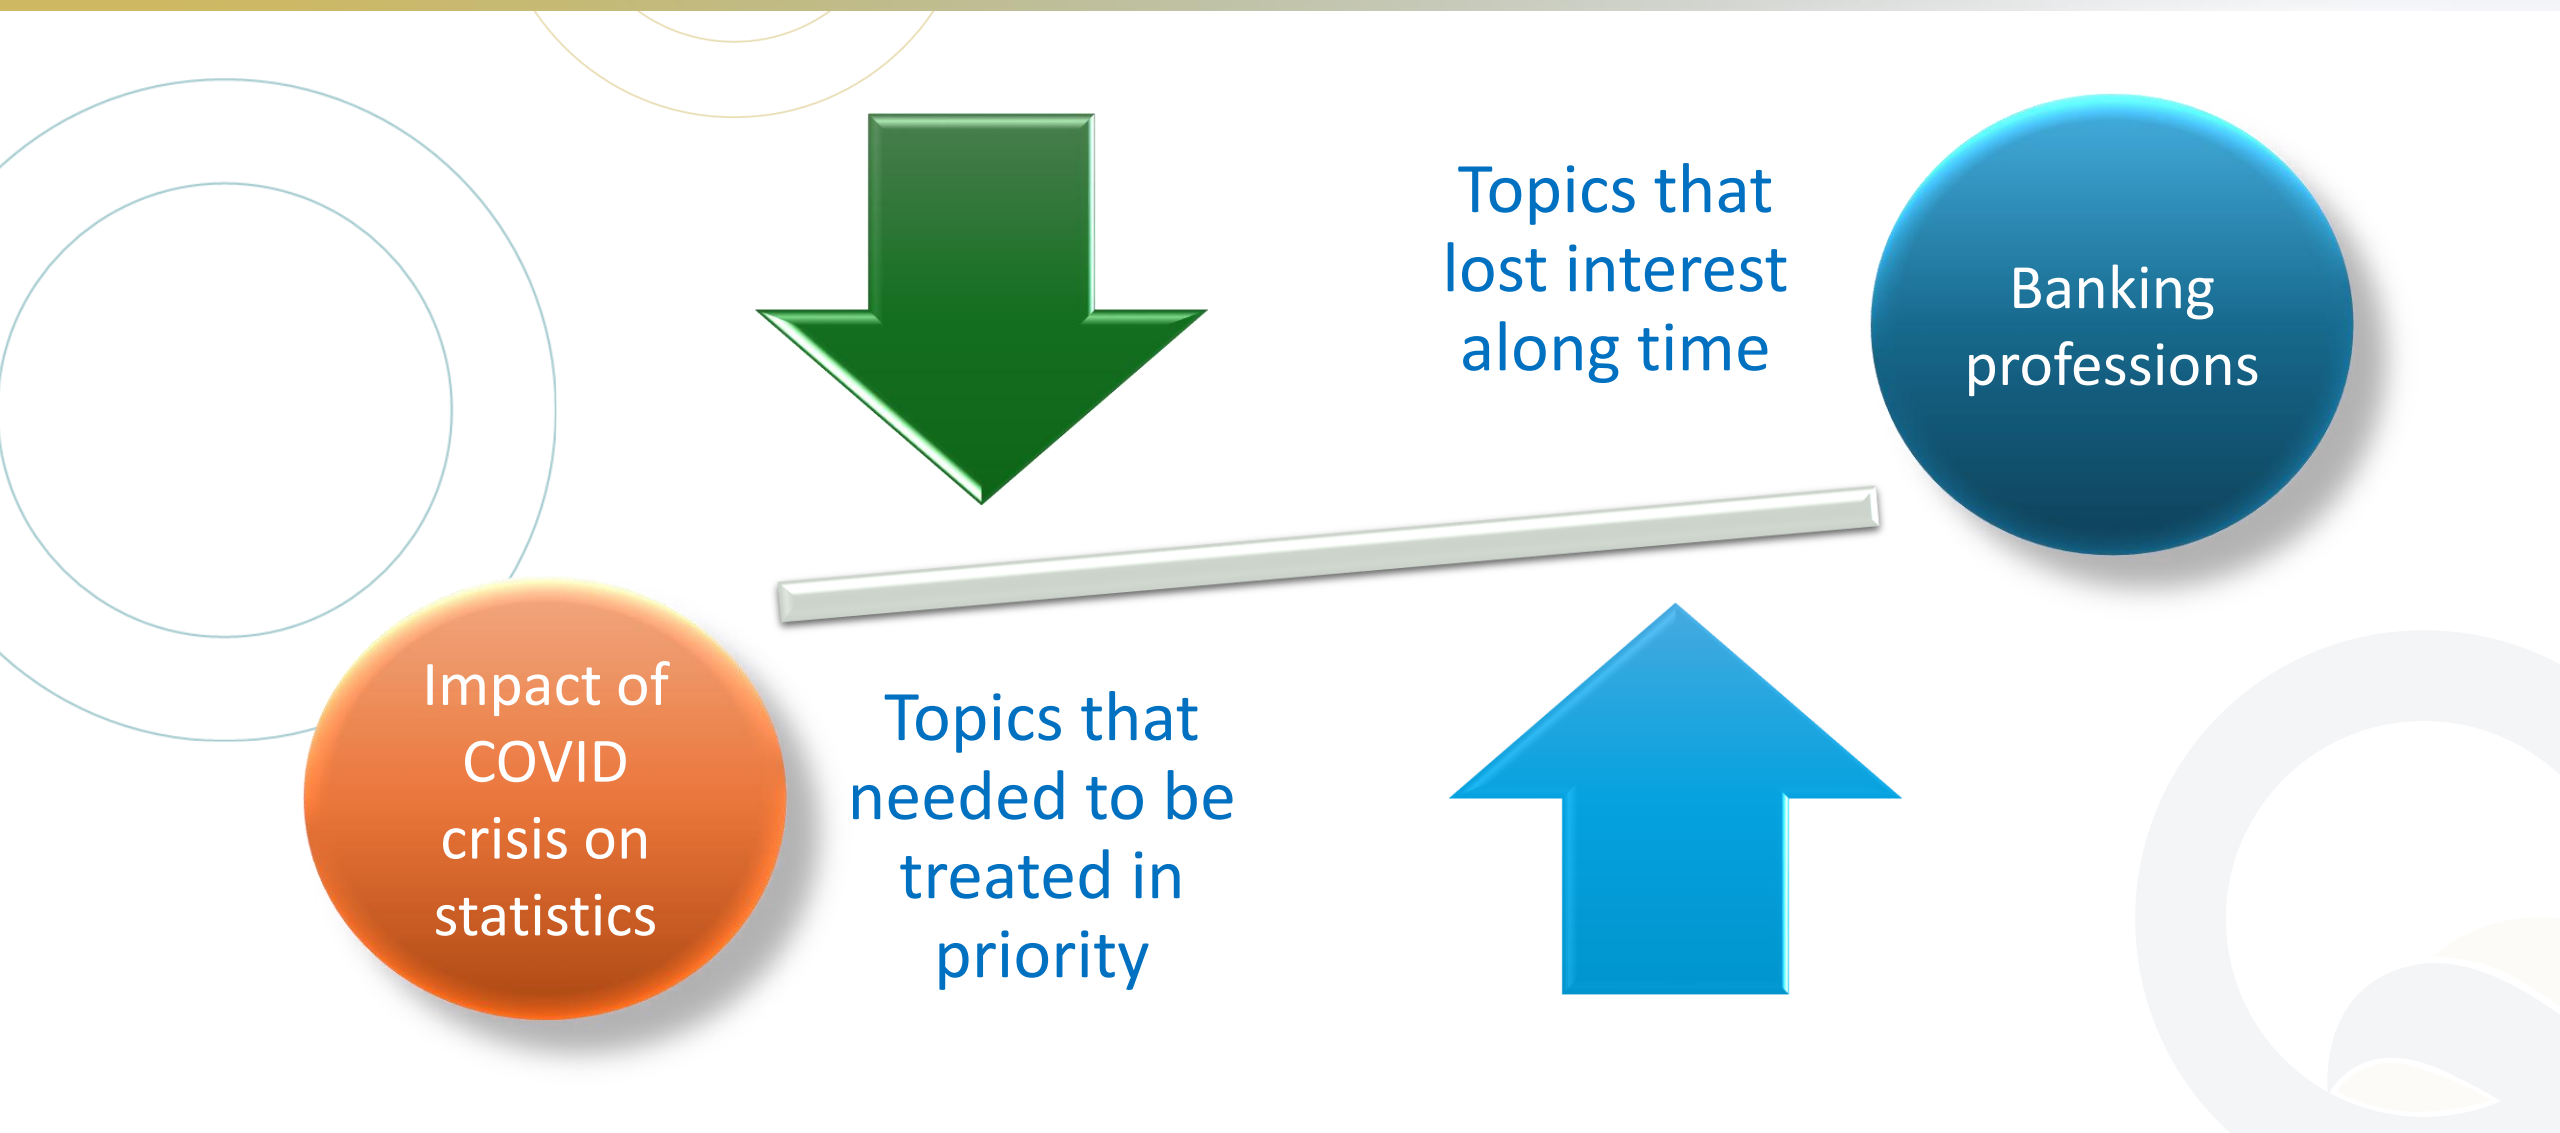 Topics that
lost interest
along time
Banking
professions
Impact of
COVID
crisis on
statistics
Topics that
needed to be
treated in
priority